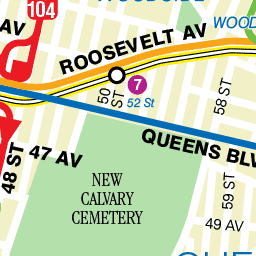 104
WOODSIDE
WOOD
AV
ROOSEVELT AV
7
52 St
50
ST
58 ST
QUEENS BLV
47 AV
48 ST
NEW
CALVARY
CEMETERY
59 ST
49 AV